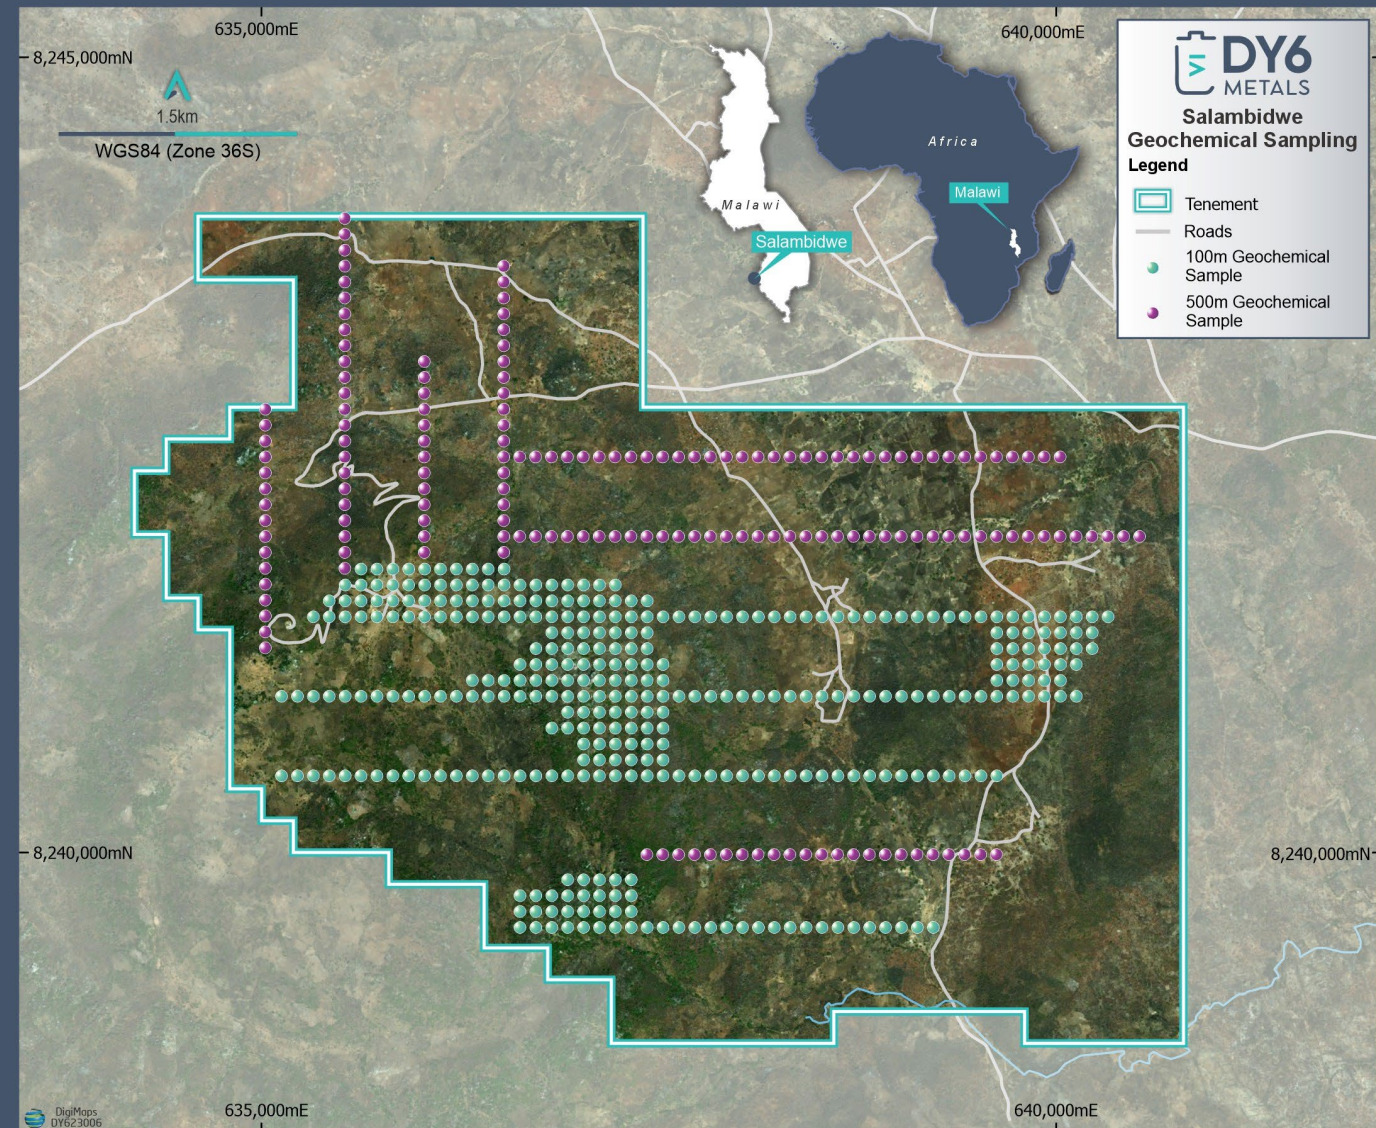 635,000mE
640,000mE
8,245,000mN
1.5km
WGS84 (Zone 36S)
Malawi
Salambidwe
Africa
Malawi
DY6
METALS
Salambidwe
Geochemical Sampling
Legend
Tenement
Roads
100m Geochemical
Sample
500m Geochemical
Sample
8,240,000mN
8,240,000mN
635,000mE
640,000mE
DigiMaps
DY623006